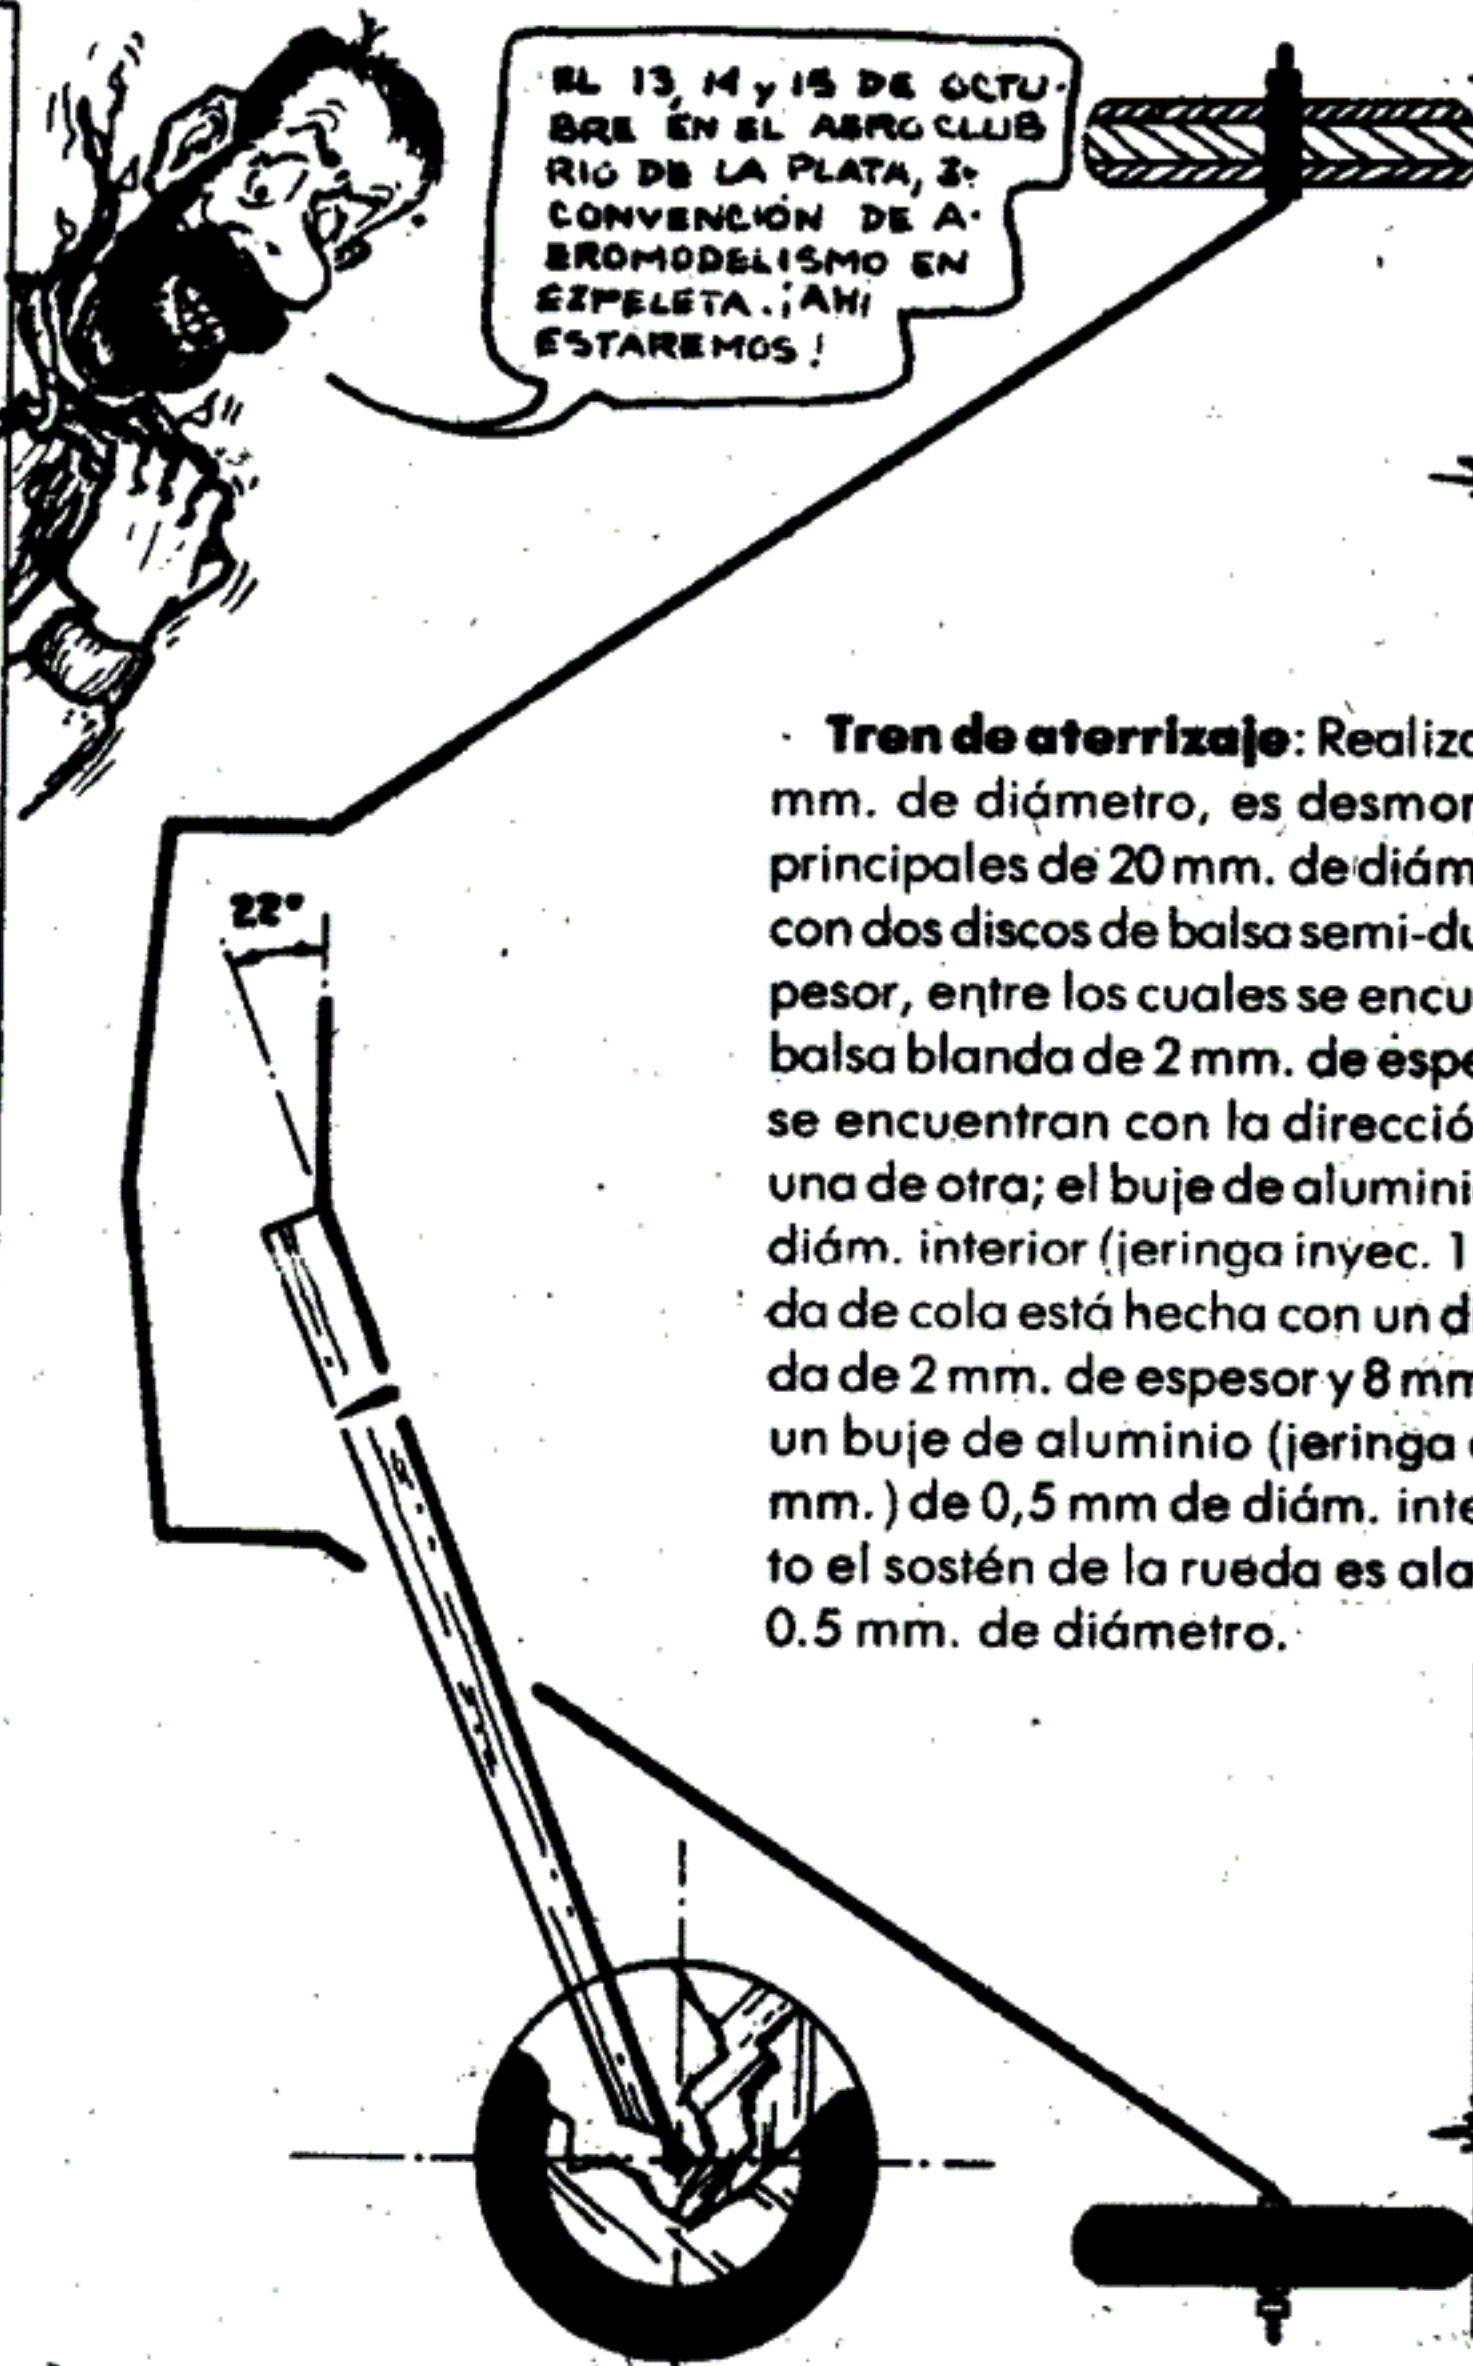 EL 13, 14 y 15 DE OCTU-
BRE EN EL AEROCLUB
RIO DE LA PLATA, 2ª
CONVENCIÓN DE A-
EROMODELISMO EN
EZPELETA. ¡AHI
ESTAREMOS!
Tren de aterrizaje: Realiza
mm. de diámetro, es desmon
principales de 20 mm. de diám
con dos discos de balsa semi-du
pesor, entre los cuales se encu
balsa blanda de 2 mm. de espe
se encuentran con la direcció
una de otra; el buje de alumini
diám. interior (jeringa inyec. 1
da de cola está hecha con un d
da de 2 mm. de espesor y 8 mm
un buje de aluminio (jeringa
mm.) de 0,5 mm de diám. inte
to el sostén de la rueda es ala
0.5 mm. de diámetro.
22°